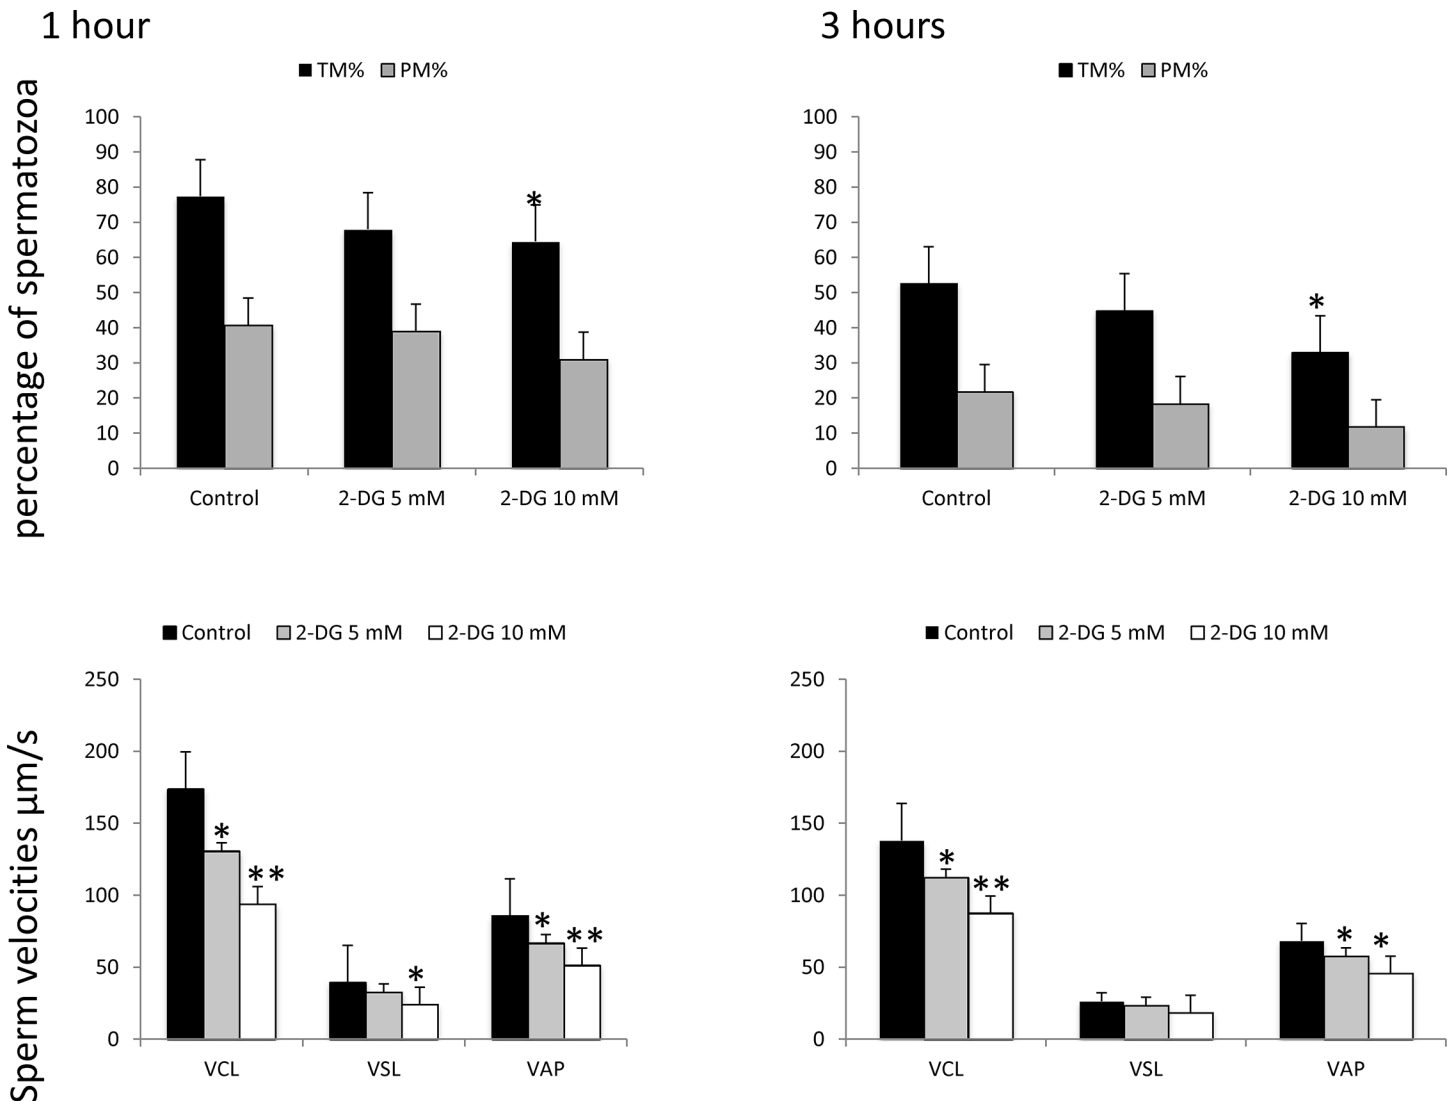 1 hour
3 hours
TM% PM%
TM% PM%
percentage of spermatozoa
100
90
80
70
60
50
40
30
20
10
0
* 
Control 2-DG 5 mM 2-DG 10 mM
100
90
80
70
60
50
40
30
20
10
0
*
Control 2-DG 5 mM 2-DG 10 mM
Control 2-DG 5 mM 2-DG 10 mM
Control 2-DG 5 mM 2-DG 10 mM
Sperm velocities µm/s
250
200
150
100
50
0
* ** * * **
VCL VSL VAP
250
200
150
100
50
0
* ** * *
VCL VSL VAP